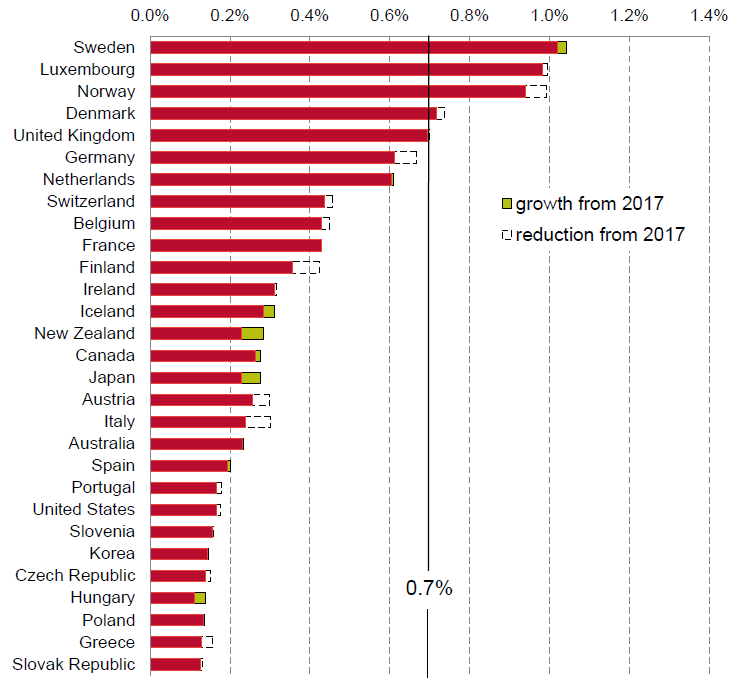 0.0% 0.2% 0.4% 0.6% 0.8% 1.0% 1.2% 1.4%
Sweden
Luxembourg
Norway
Denmark
United Kingdom
Germany
Netherlands
Switzerland
growth from 2017
Belgium
reduction from 2017
France
Finland
Ireland
Iceland
New Zealand
Canada
Japan
Austria
Italy
Australia
Spain
Portugal
United States
Slovenia
Korea
Czech Republic
0.7%
Hungary
Poland
Greece
Slovak Republic